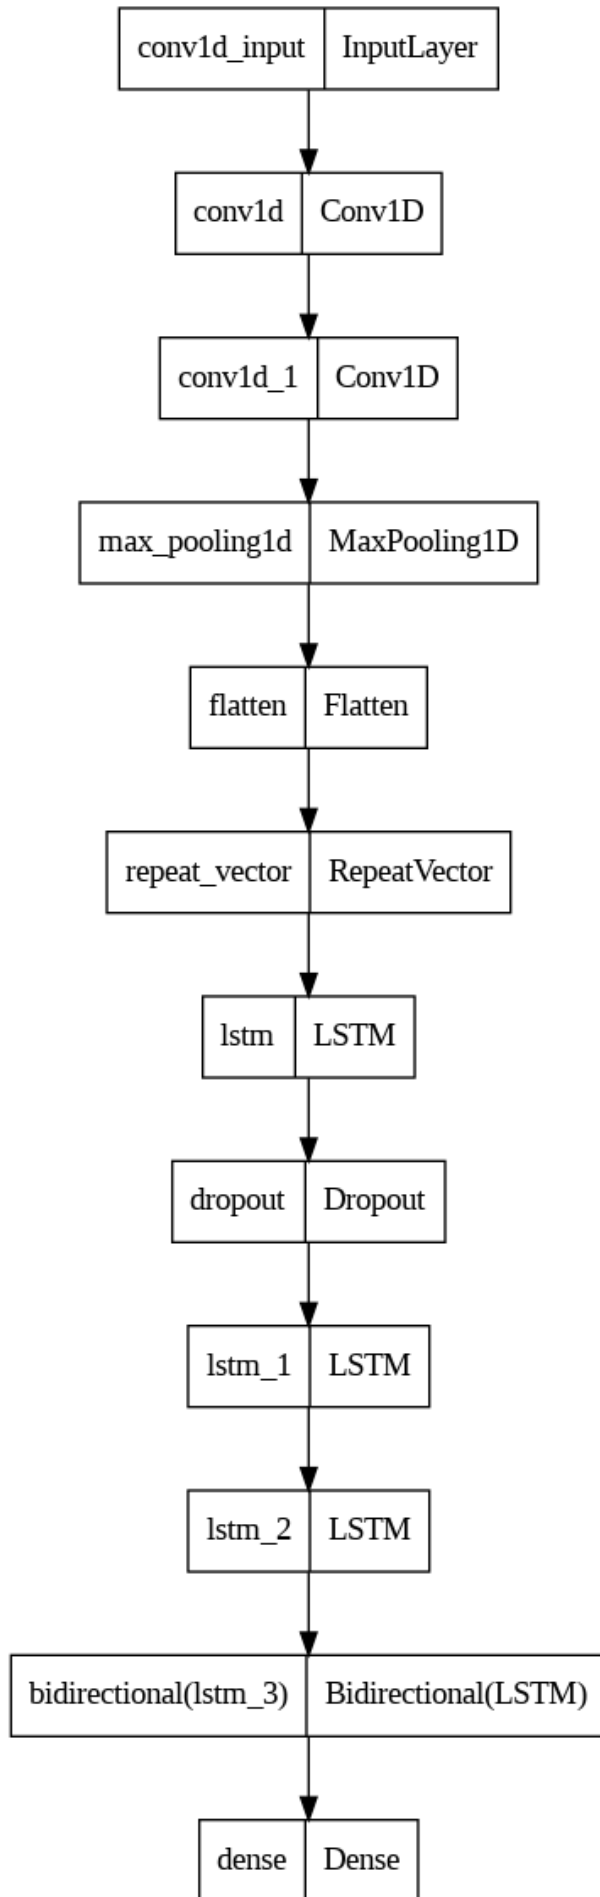 conv1d_input InputLayer
conv1d Conv1D
conv1d_1 Conv1D
max_pooling1d MaxPooling1D
flatten Flatten
repeat_vector RepeatVector
lstm LSTM
dropout Dropout
lstm_1 LSTM
lstm_2 LSTM
bidirectional(lstm_3) Bidirectional(LSTM)
dense Dense